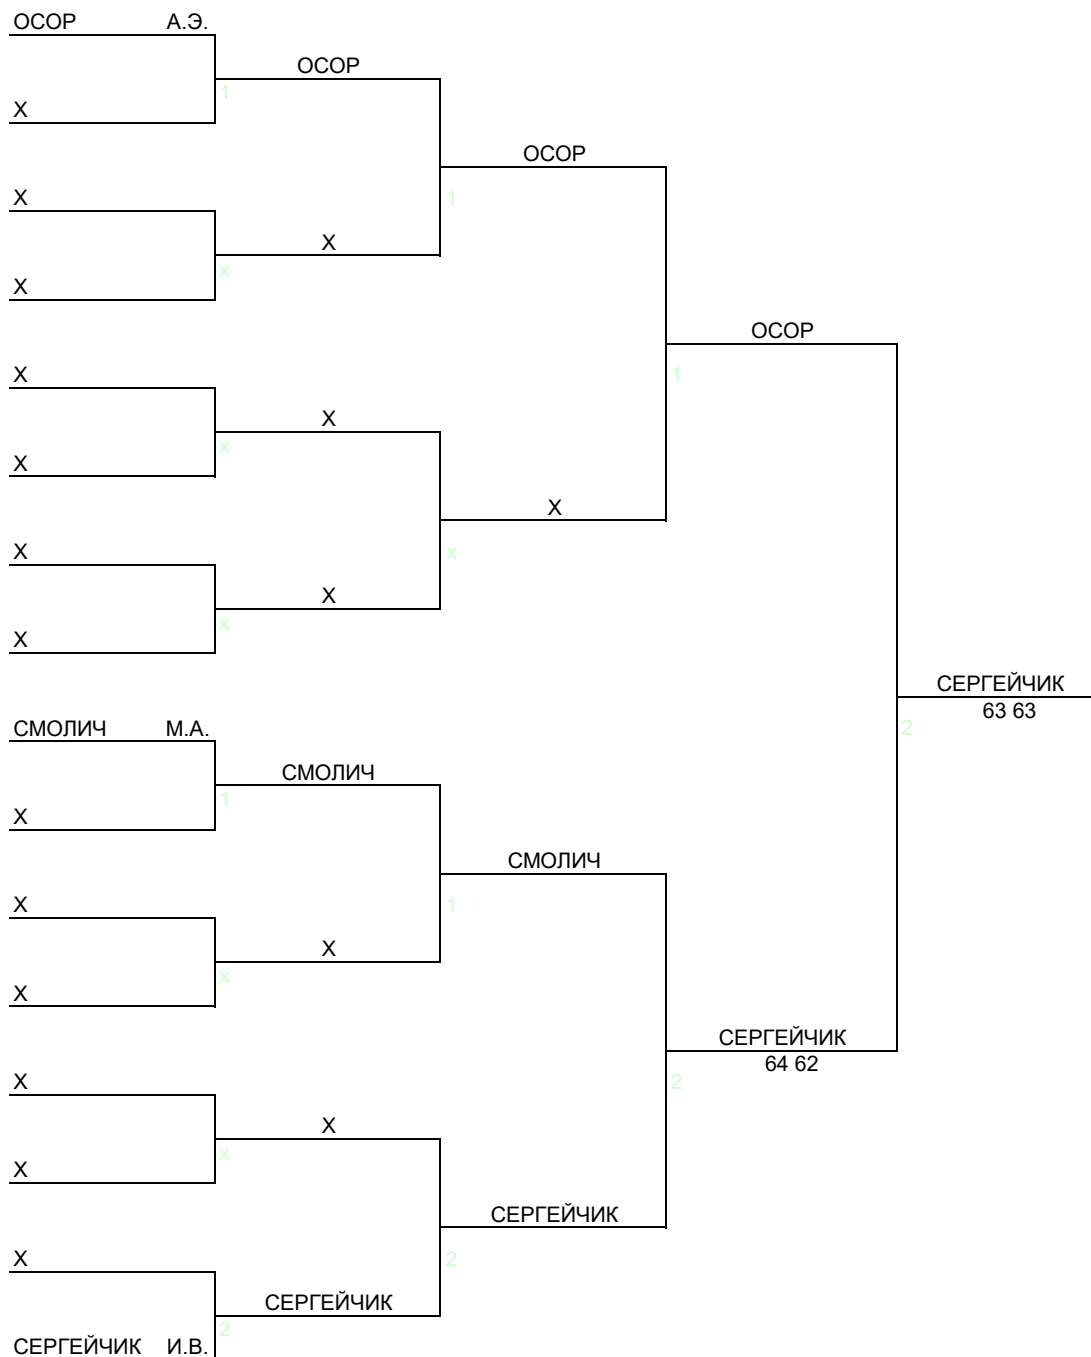 ОСОР А.Э.
ОСОР
1
Х
ОСОР
Х
1
Х
х
Х
ОСОР
Х
1
Х
х
Х
Х
Х
х
Х
х
Х
СЕРГЕЙЧИК
63 63
СМОЛИЧ М.А.
2
СМОЛИЧ
1
Х
СМОЛИЧ
Х
1
Х
х
Х
СЕРГЕЙЧИК
64 62
Х
2
Х
х
Х
СЕРГЕЙЧИК
Х
2
СЕРГЕЙЧИК
2
СЕРГЕЙЧИК И.В.